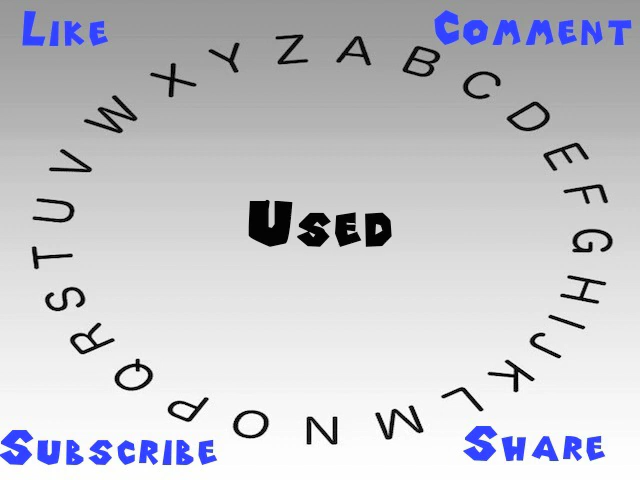 Like
Comment
A B C D E F G H I J K L M N O P Q R S T U V W X Y Z
Used
Subscribe
Share